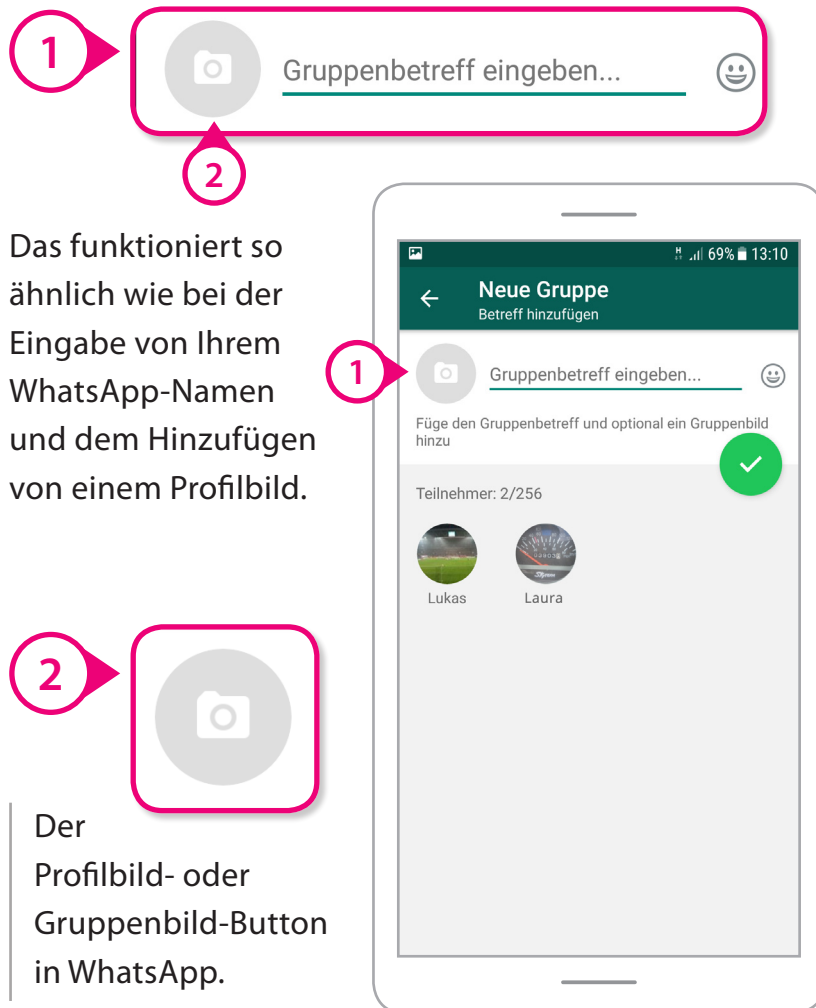 1
Gruppenbetreff eingeben...
2
Das funktioniert so
ähnlich wie bei der
Eingabe von Ihrem
WhatsApp-Namen
und dem Hinzufügen
von einem Profilbild.
69% 13:10
Neue Gruppe
Betreff hinzufügen
1
Gruppenbetreff eingeben...
Füge den Gruppenbetreff und optional ein Gruppenbild
hinzu
Teilnehmer: 2/256
Lukas
Laura
2
Der
Profilbild- oder
Gruppenbild-Button
in WhatsApp.